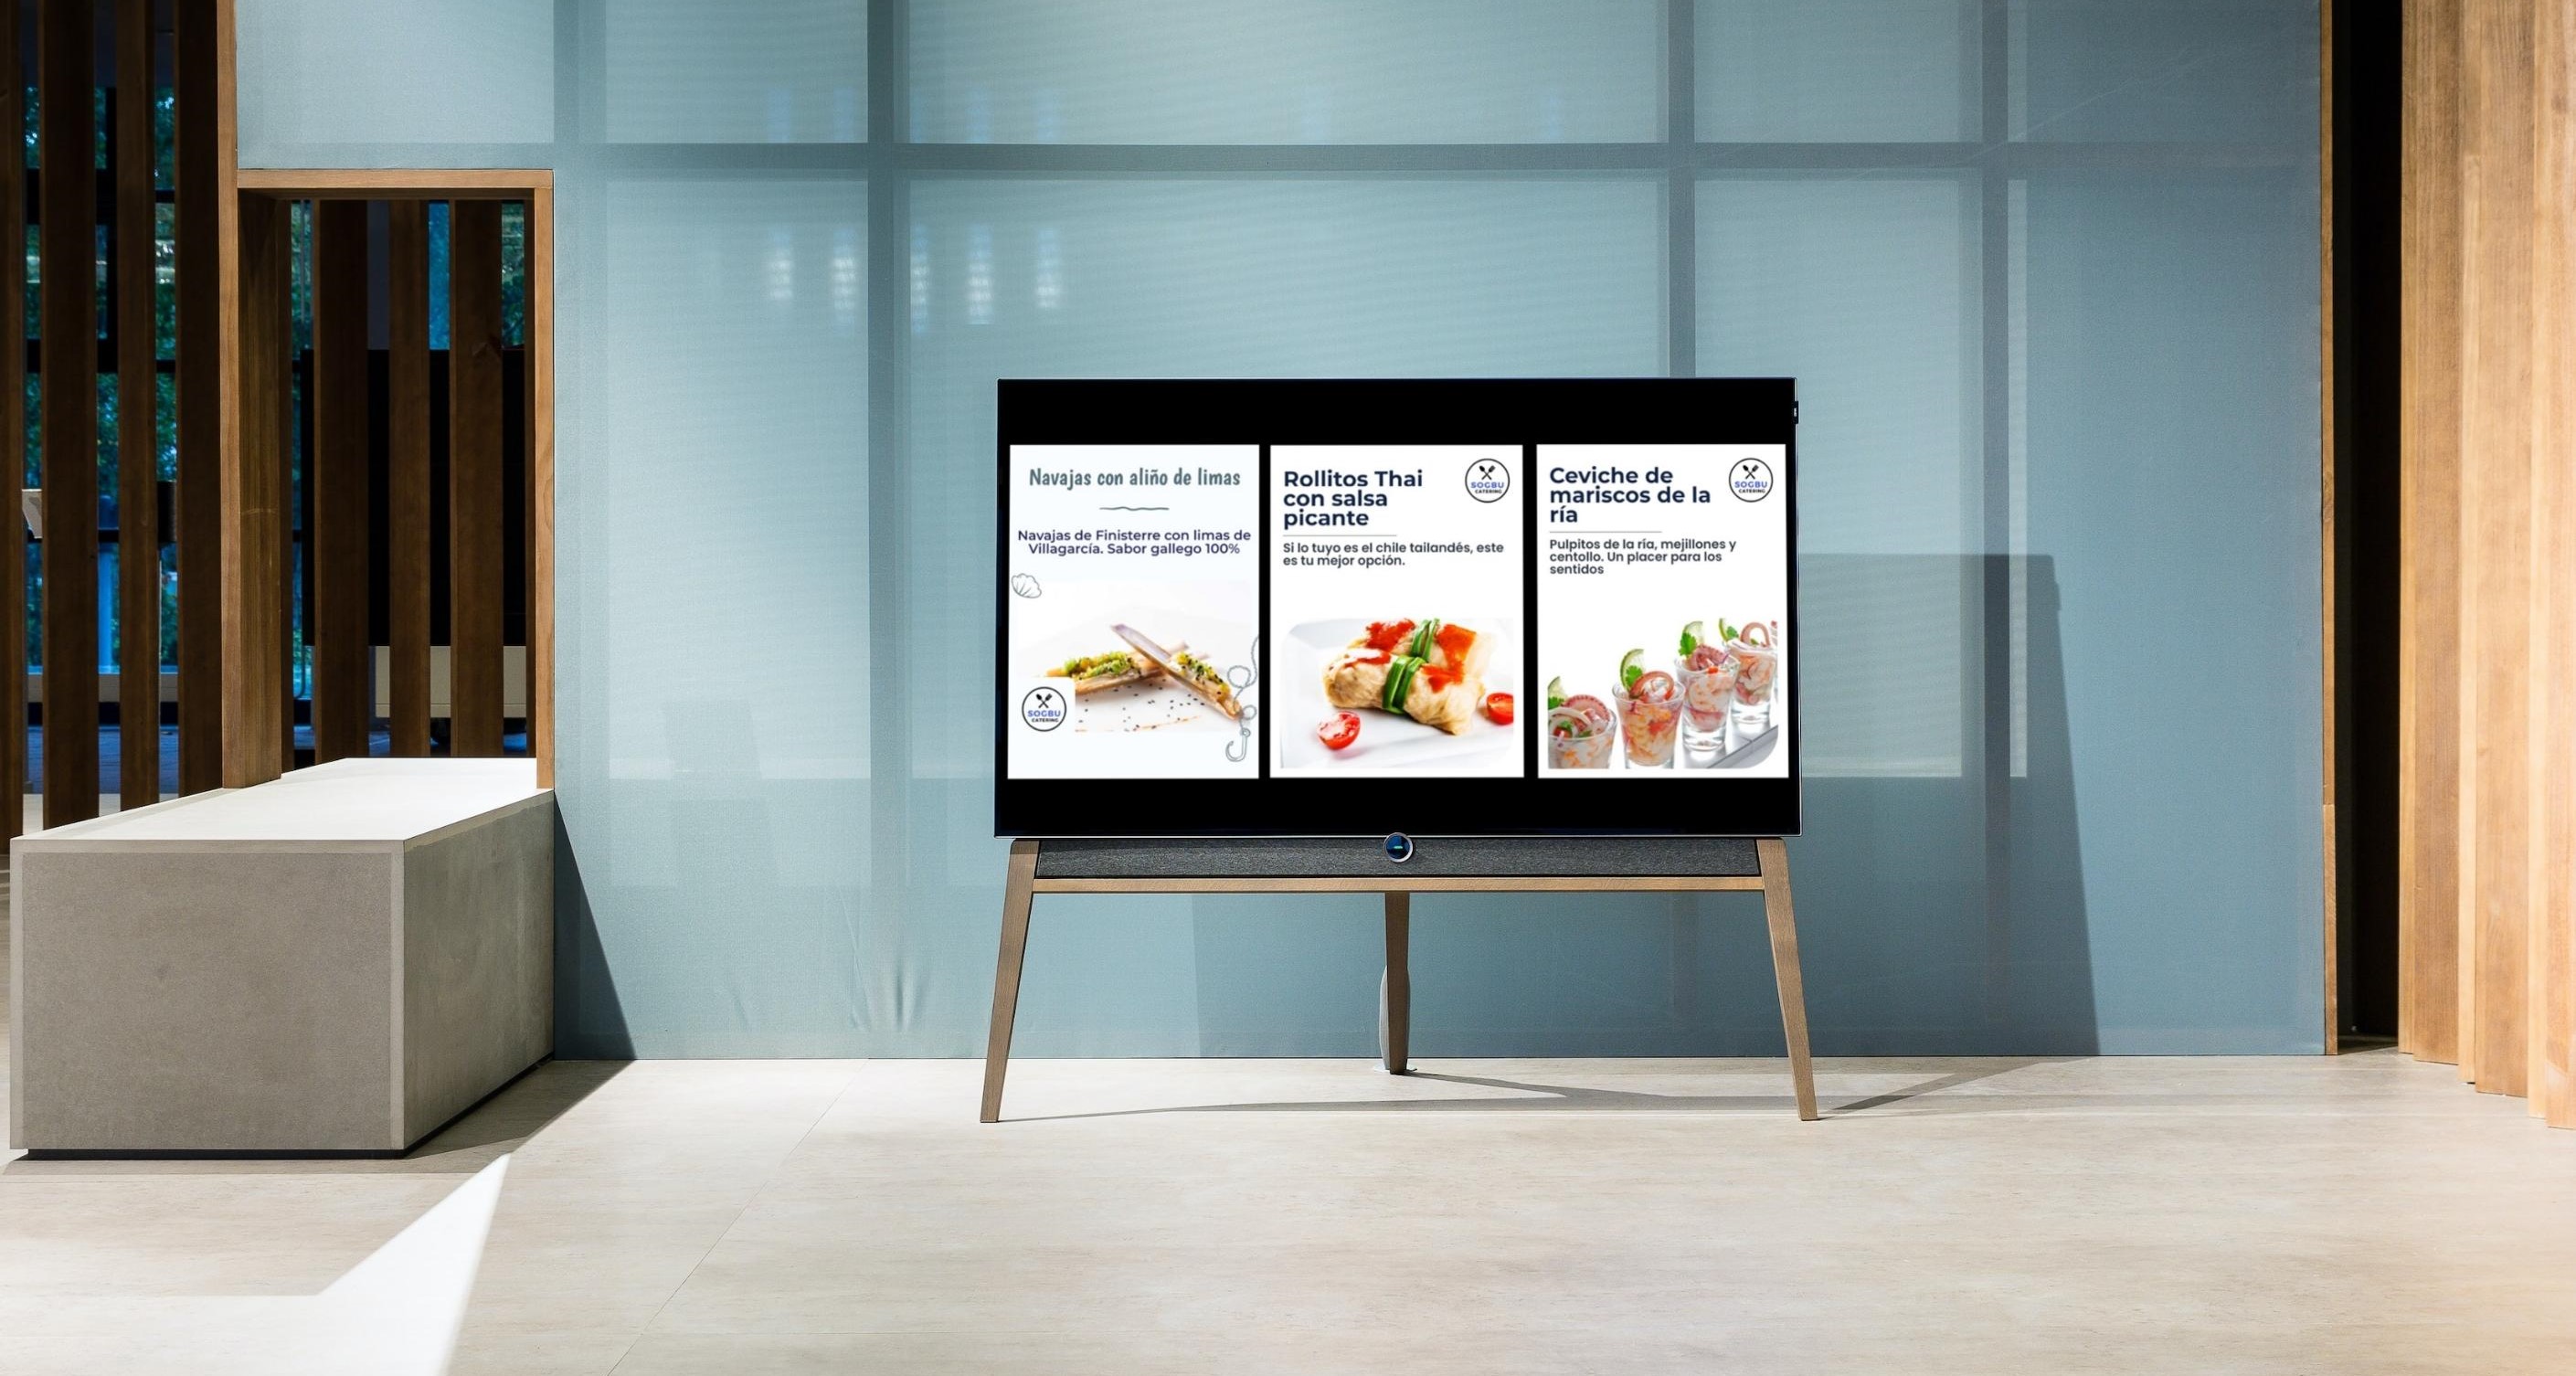 Navajas con aliño de limas
Navajas de Finisterre con limas de
Villagarcía. Sabor gallego 100%
SOGBU
CATERING
Rollitos Thai
con salsa
picante
SOGBU
CATERING
Si lo tuyo es el chile tailandés, este
es tu mejor opción.
Ceviche de
mariscos de la
ría
SOGBU
CATERING
Pulpitos de la ría, mejillones y
centollo. Un placer para los
sentidos